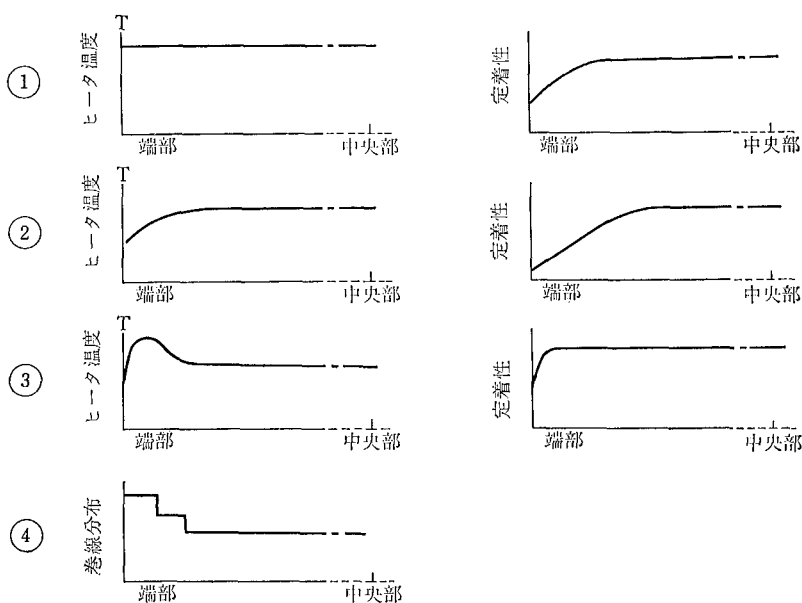 T
① ヒータ温度
端部 中央部
定着性
端部 中央部
T
② ヒータ温度
端部 中央部
定着性
端部 中央部
T
③ ヒータ温度
端部 中央部
定着性
端部 中央部
④ 巻線分布
端部 中央部